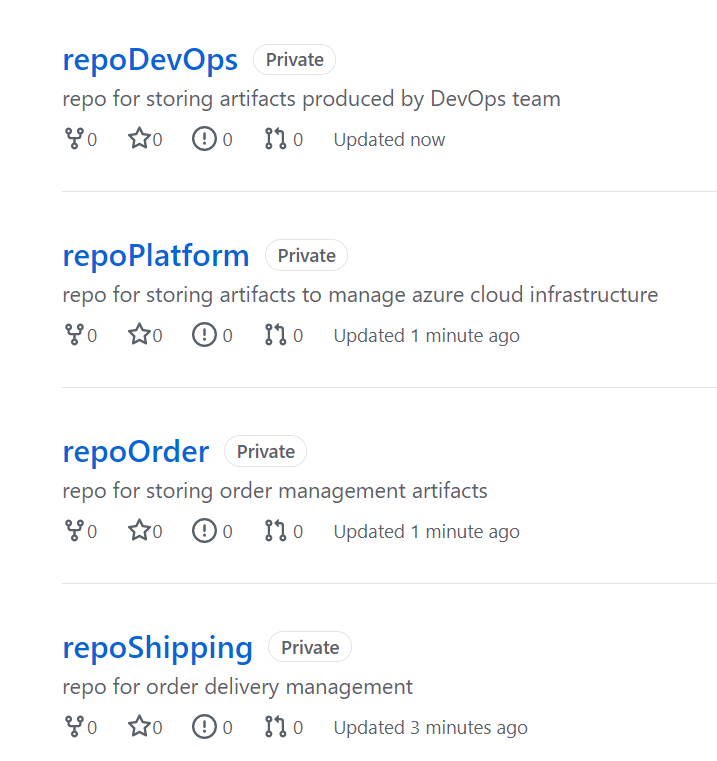 repoDevOps Private
repo for storing artifacts produced by DevOps team
0 0 0 0 Updated now
repoPlatform Private
repo for storing artifacts to manage azure cloud infrastructure
0 0 0 0 Updated 1 minute ago
repoOrder Private
repo for storing order management artifacts
0 0 0 0 Updated 1 minute ago
repoShipping Private
repo for order delivery management
0 0 0 0 Updated 3 minutes ago